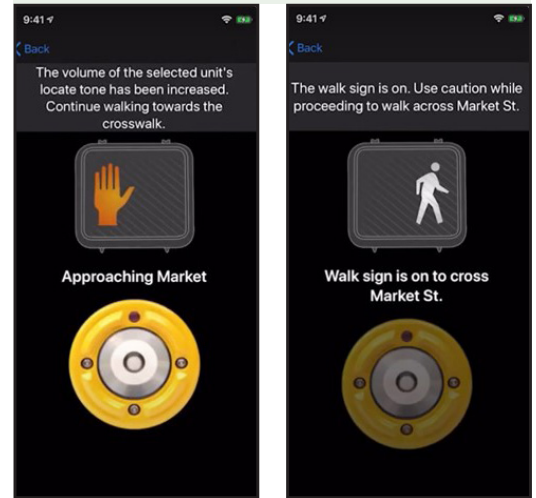 9:41
Back
The volume of the selected unit's
locate tone has been increased.
Continue walking towards the
crosswalk.
Approaching Market
9:41
Back
The walk sign is on. Use caution while
proceeding to walk across Market St.
Walk sign is on to cross
Market St.